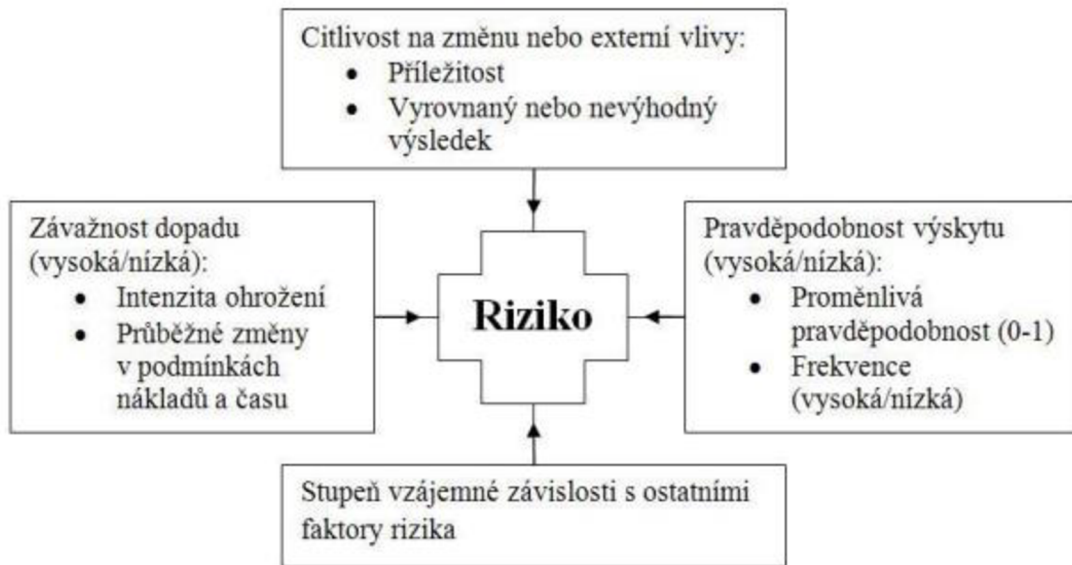 Citlivost na změnu nebo externí vlivy:
• Příležitost
• Vyrovnaný nebo nevýhodný
výsledek
Závažnost dopadu
(vysoká/nízká):
• Intenzita ohrožení
• Průběžné změny
v podmínkách
nákladů a času
Riziko
Pravděpodobnost výskytu
(vysoká/nízká):
• Proměnlivá
pravděpodobnost (0-1)
• Frekvence
(vysoká/nízká)
Stupeň vzájemné závislosti s ostatními
faktory rizika